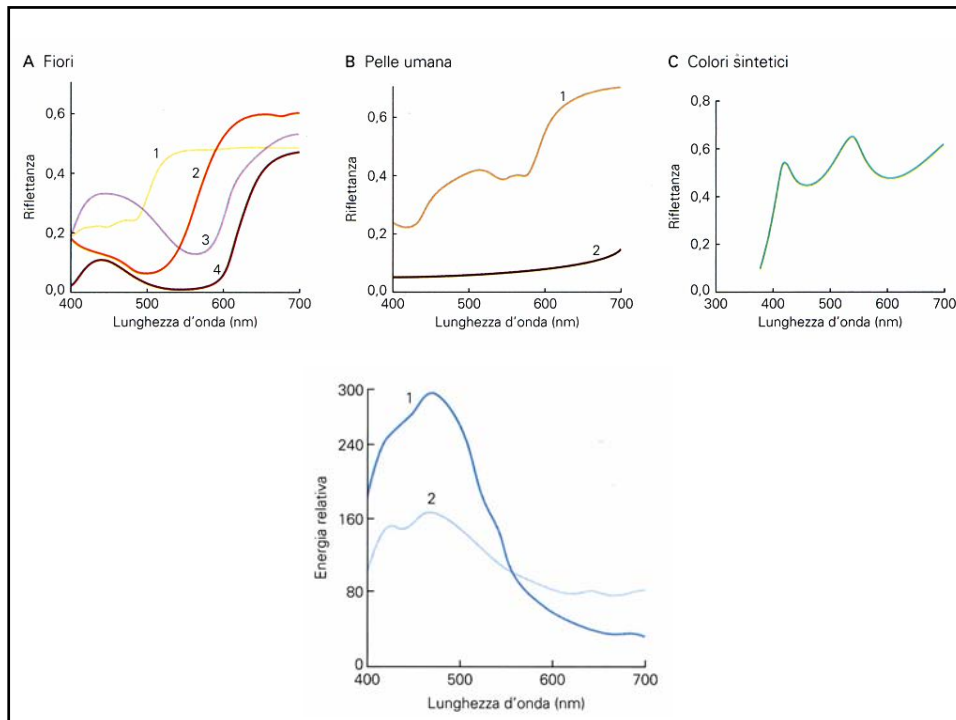 A Fiori
0,6
0,4
0,2
0,0
Riflettanza
1
2
3
4
400 500 600 700
Lunghezza d'onda (nm)
B Pelle umana
0,6
0,4
0,2
0,0
Riflettanza
1
2
400 500 600 700
Lunghezza d'onda (nm)
C Colori sintetici
0,8
0,6
0,4
0,2
0,0
Riflettanza
300 400 500 600 700
Lunghezza d'onda (nm)
300
240
160
80
0
Energia relativa
1
2
400 500 600 700
Lunghezza d'onda (nm)